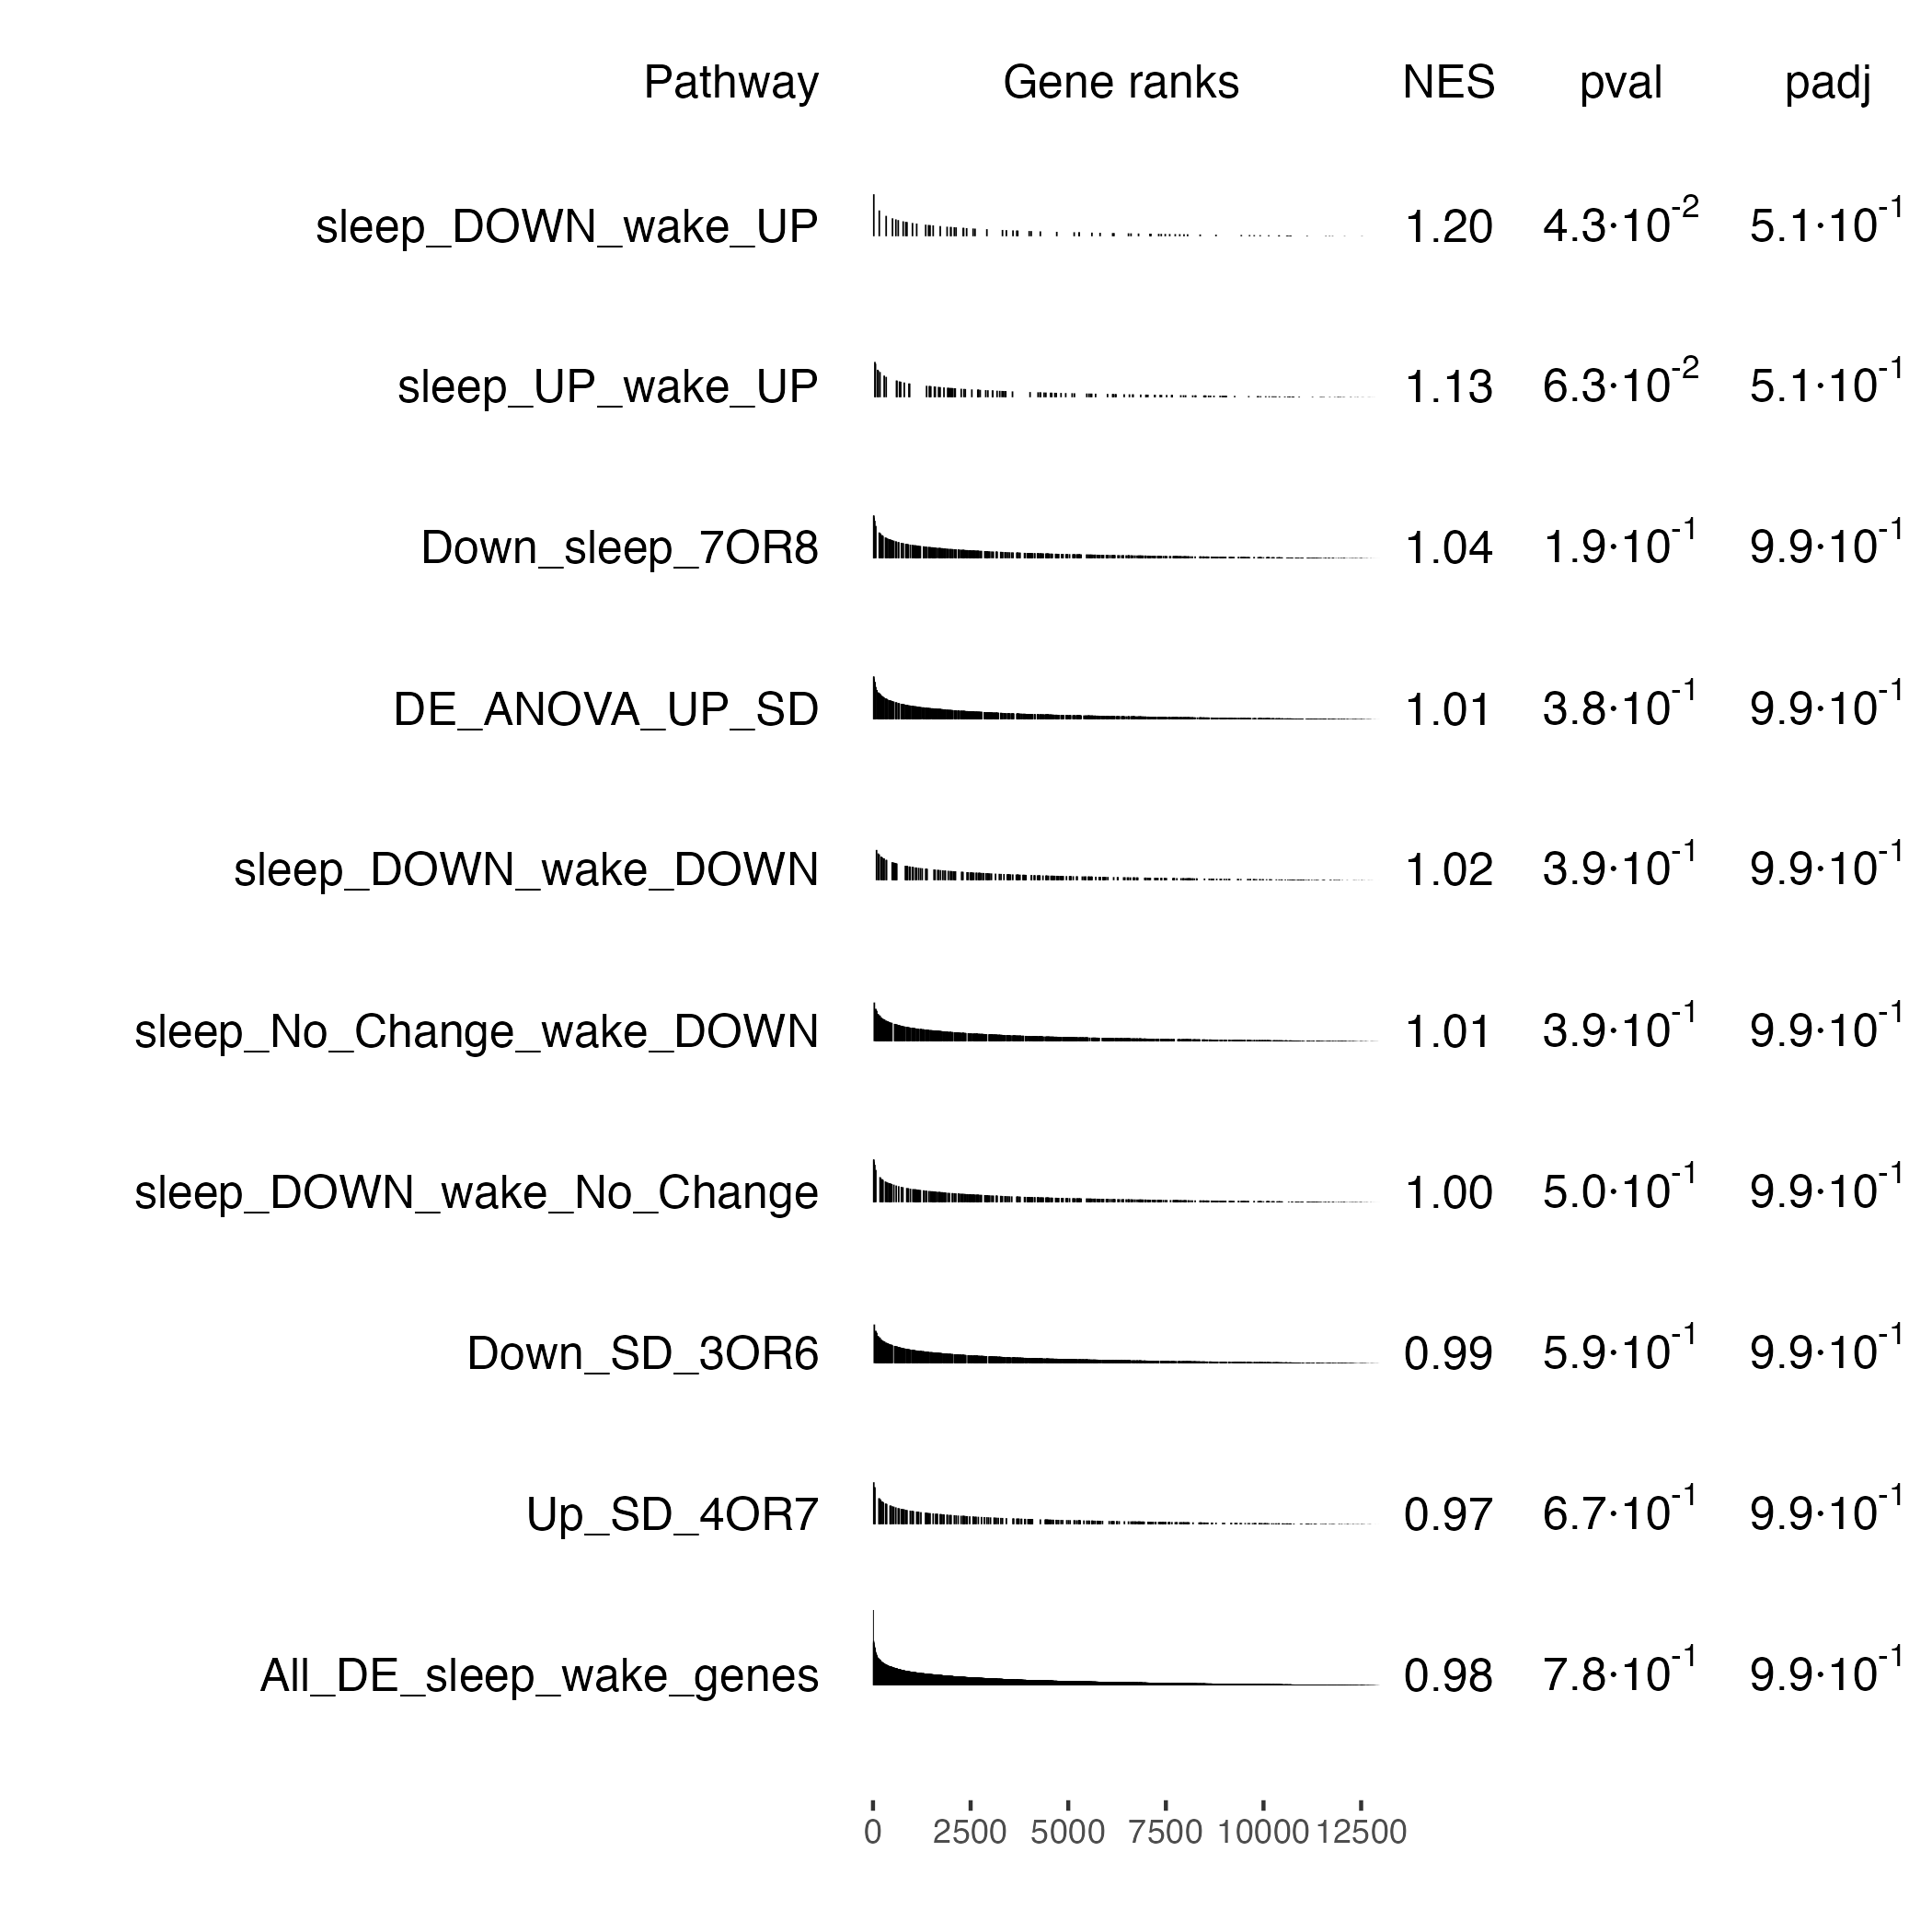 Pathway Gene ranks NES pval padj
sleep_DOWN_wake_UP 1.20 4.3·10⁻² 5.1·10⁻¹
sleep_UP_wake_UP 1.13 6.3·10⁻² 5.1·10⁻¹
Down_sleep_7OR8 1.04 1.9·10⁻¹ 9.9·10⁻¹
DE_ANOVA_UP_SD 1.01 3.8·10⁻¹ 9.9·10⁻¹
sleep_DOWN_wake_DOWN 1.02 3.9·10⁻¹ 9.9·10⁻¹
sleep_No_Change_wake_DOWN 1.01 3.9·10⁻¹ 9.9·10⁻¹
sleep_DOWN_wake_No_Change 1.00 5.0·10⁻¹ 9.9·10⁻¹
Down_SD_3OR6 0.99 5.9·10⁻¹ 9.9·10⁻¹
Up_SD_4OR7 0.97 6.7·10⁻¹ 9.9·10⁻¹
All_DE_sleep_wake_genes 0.98 7.8·10⁻¹ 9.9·10⁻¹
0 2500 5000 7500 10000 12500